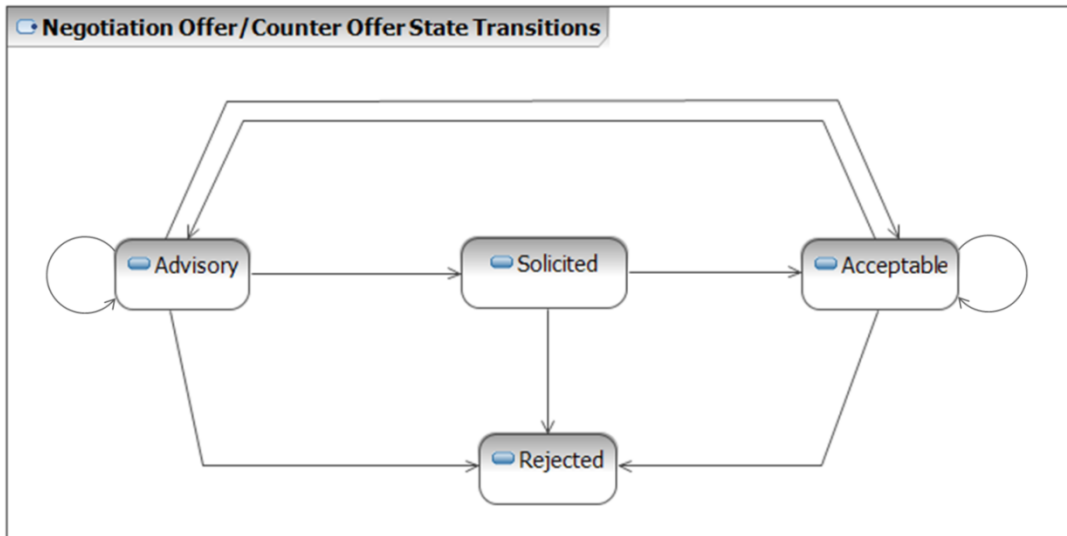 Negotiation Offer/Counter Offer State Transitions
Advisory
Solicited
Acceptable
Rejected